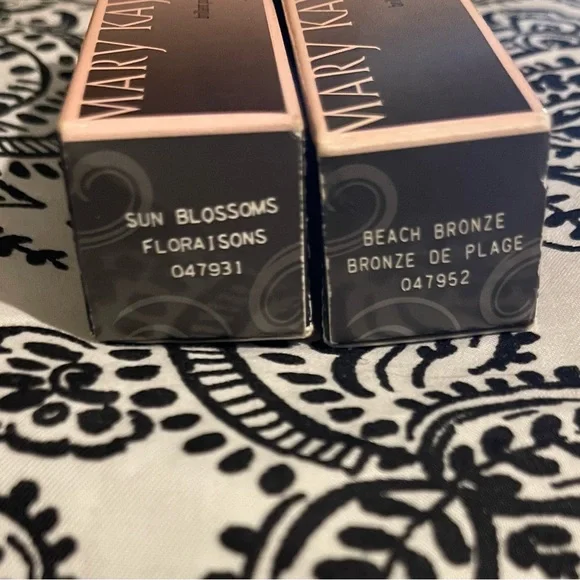 MARY KAY
SUN BLOSSOMS
FLORAISONS
047931
MARY KAY
BEACH BRONZE
BRONZE DE PLAGE
047952